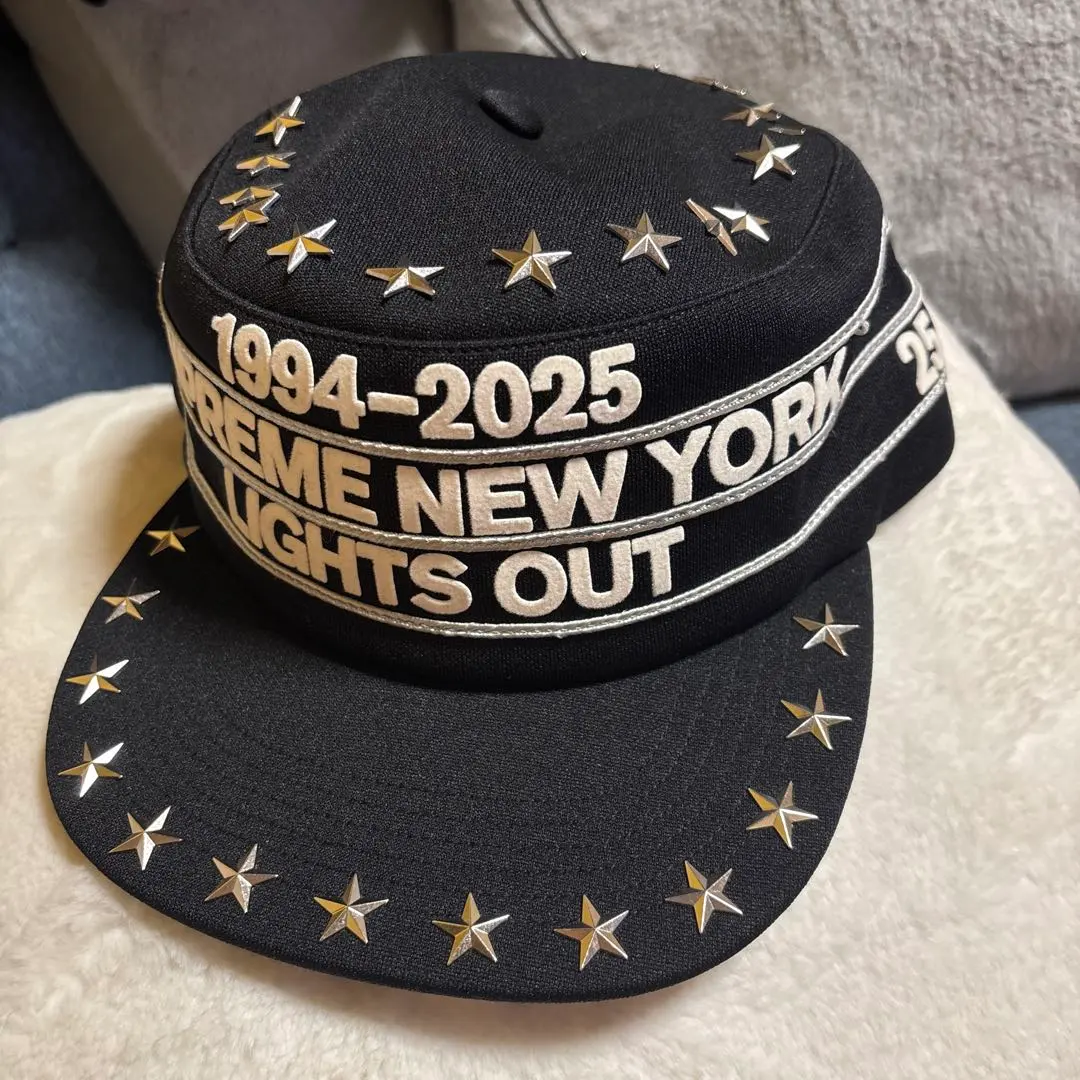 1994-2025
PREME NEW YORK
LIGHTS OUT
25